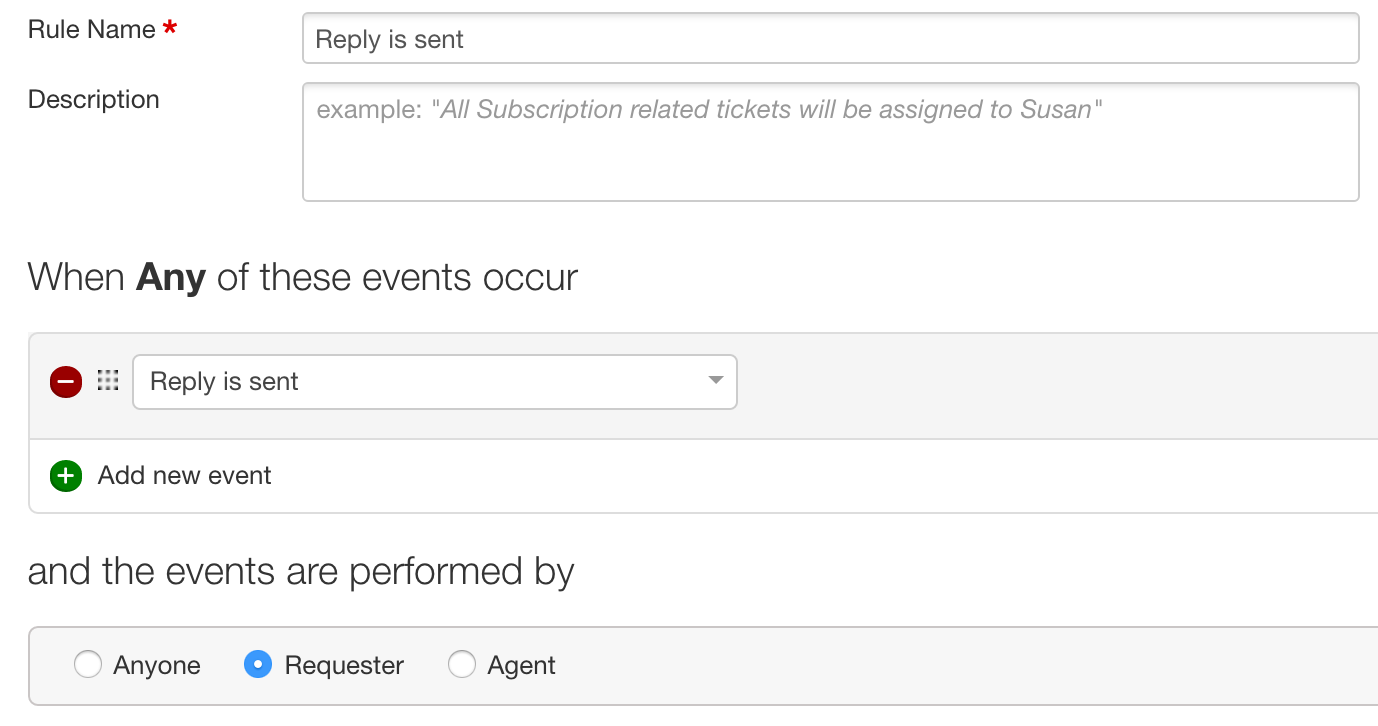 Rule Name *
Reply is sent
Description
example: "All Subscription related tickets will be assigned to Susan"
When Any of these events occur
Reply is sent
Add new event
and the events are performed by
Anyone Requester Agent